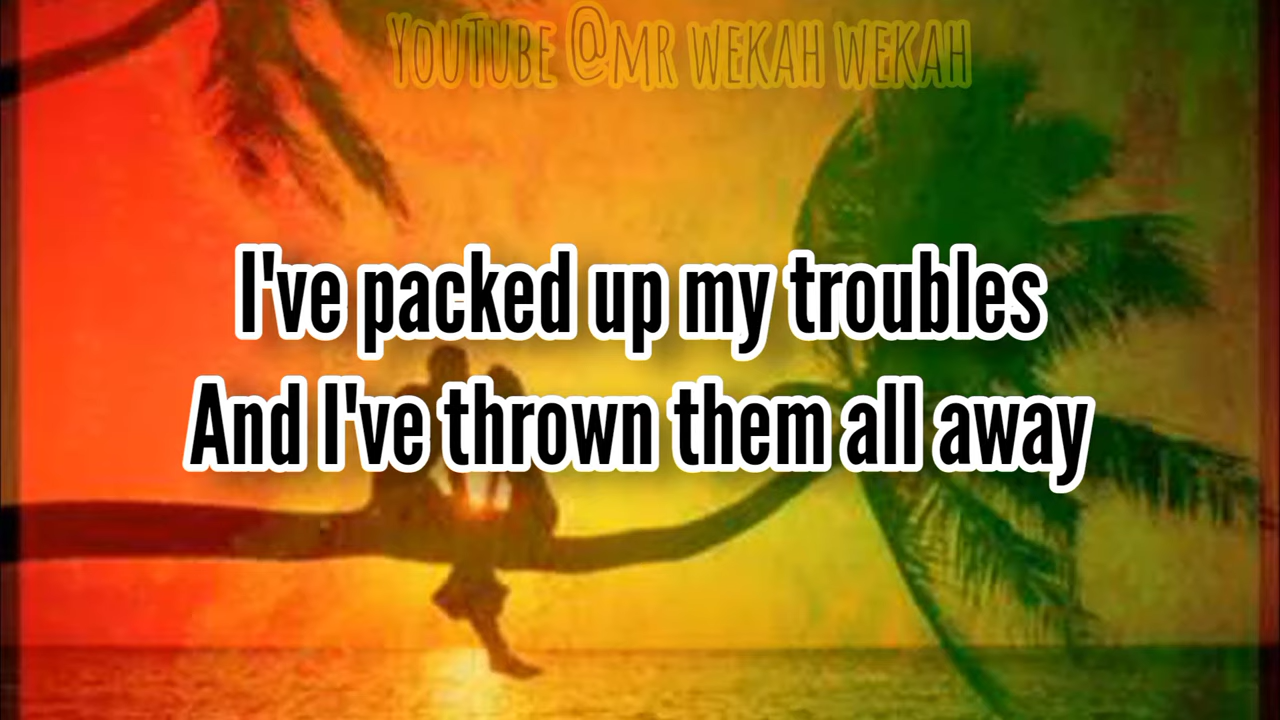 YOUTUBE @MR WEKAH WEKAH
I've packed up my troubles
And I've thrown them all away